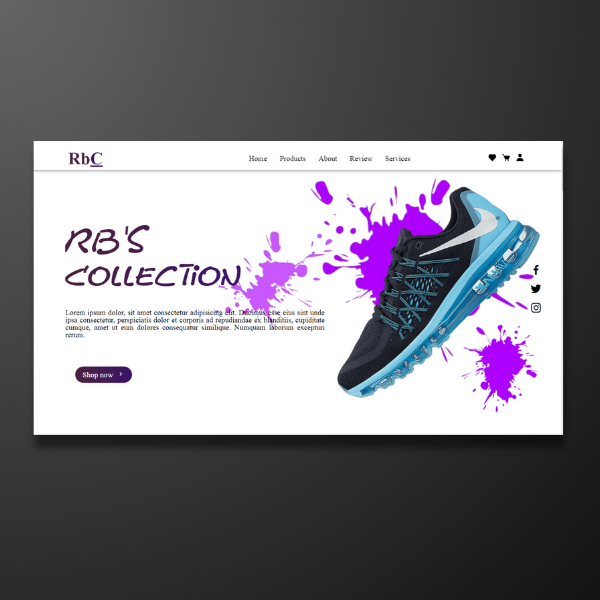 RbC
Home Products About Review Services
RB'S
COLLECTION
Lorem ipsum dolor, sit amet consectetur adipisicing elit. Ducimus esse eius sint unde
ipsa consectetur, perspiciatis dolor et corporis ad repudiandae ex blanditiis, cupiditate
cumque, amet ut eum dolores consequatur similique. Numquam laborum excepturi
rerum.
Shop now